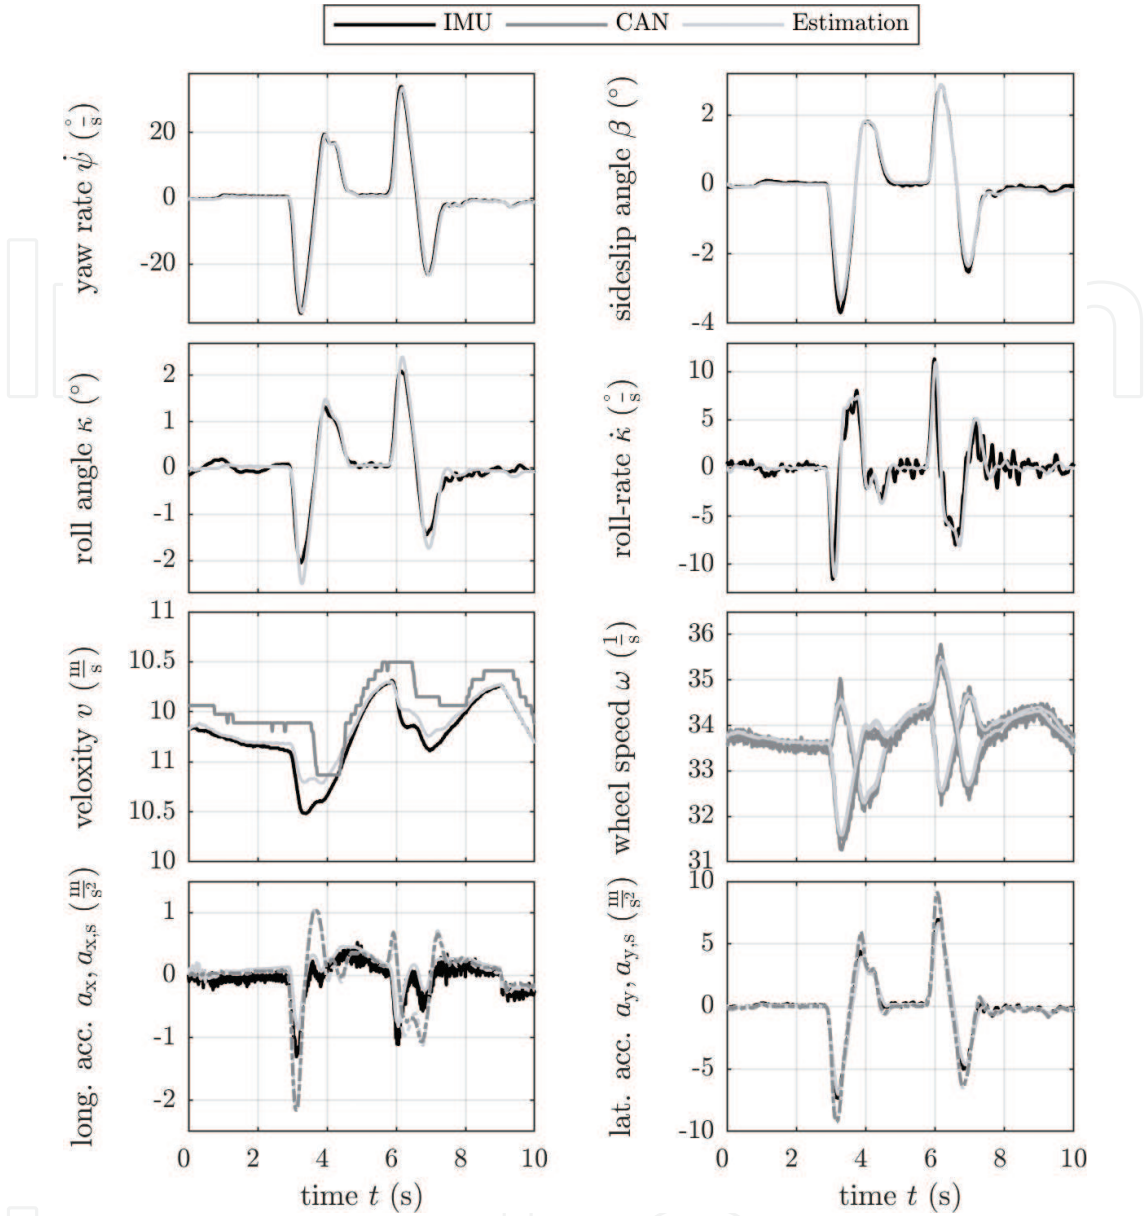 IMU CAN Estimation
yaw rate ψ̇ (°/s)
20
0
-20
sideslip angle β (°)
2
0
-2
-4
roll angle κ (°)
2
1
0
-1
-2
roll-rate κ̇ (°/s)
10
5
0
-5
-10
veloxity v (m/s)
11
10.5
10
11
10.5
10
wheel speed ω (1/s)
36
35
34
33
32
31
long. acc. aₓ, aₓ,ₛ (m/s²)
1
0
-1
-2
0 2 4 6 8 10
time t (s)
lat. acc. a_y, a_y,s (m/s²)
10
5
0
-5
-10
0 2 4 6 8 10
time t (s)